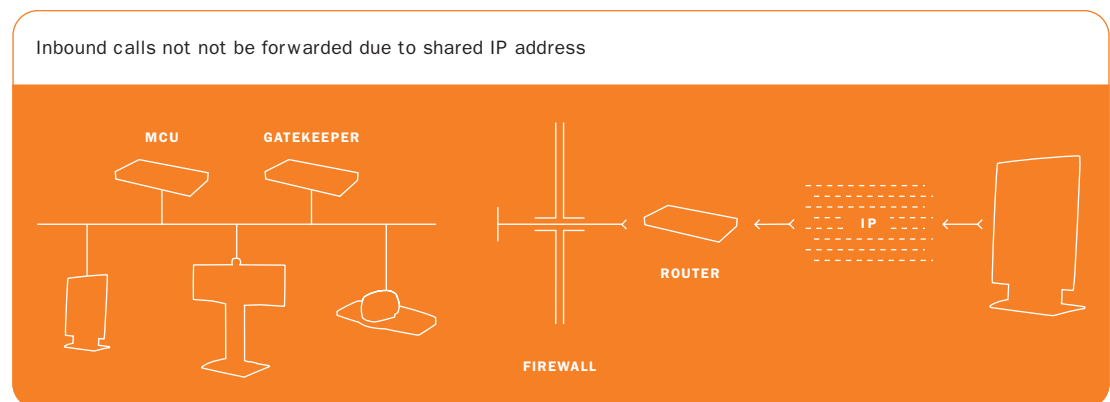 Inbound calls not not be forwarded due to shared IP address
MCU
GATEKEEPER
IP
ROUTER
FIREWALL